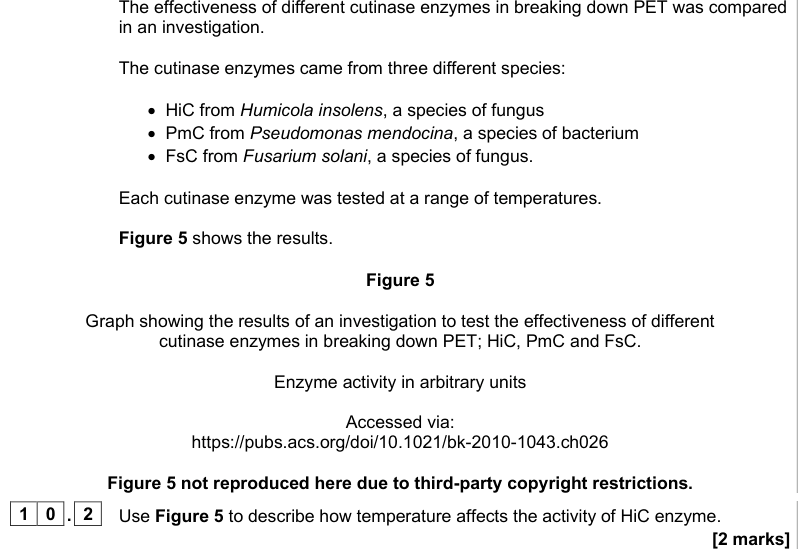 The effectiveness of different cutinase enzymes in breaking down PET was compared
in an investigation.
The cutinase enzymes came from three different species:
• HiC from Humicola insolens, a species of fungus
• PmC from Pseudomonas mendocina, a species of bacterium
• FsC from Fusarium solani, a species of fungus.
Each cutinase enzyme was tested at a range of temperatures.
Figure 5 shows the results.
Figure 5
Graph showing the results of an investigation to test the effectiveness of different
cutinase enzymes in breaking down PET; HiC, PmC and FsC.
Enzyme activity in arbitrary units
Accessed via:
https://pubs.acs.org/doi/10.1021/bk-2010-1043.ch026
Figure 5 not reproduced here due to third-party copyright restrictions.
1 0 . 2 Use Figure 5 to describe how temperature affects the activity of HiC enzyme.
[2 marks]